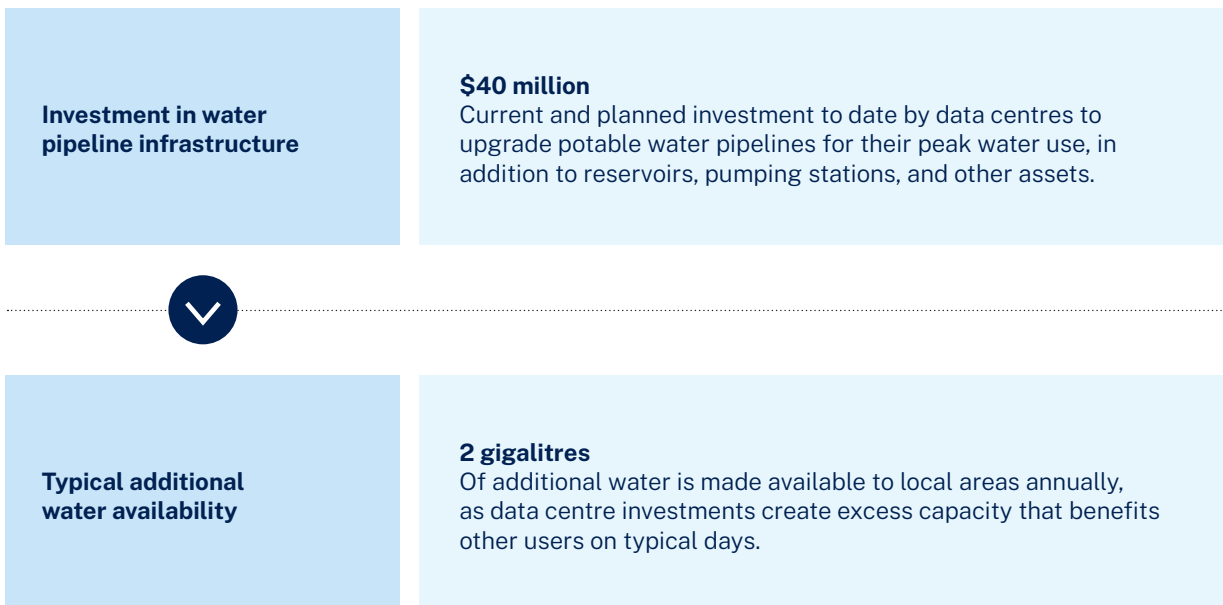 Investment in water
pipeline infrastructure
$40 million
Current and planned investment to date by data centres to
upgrade potable water pipelines for their peak water use, in
addition to reservoirs, pumping stations, and other assets.
Typical additional
water availability
2 gigalitres
Of additional water is made available to local areas annually,
as data centre investments create excess capacity that benefits
other users on typical days.